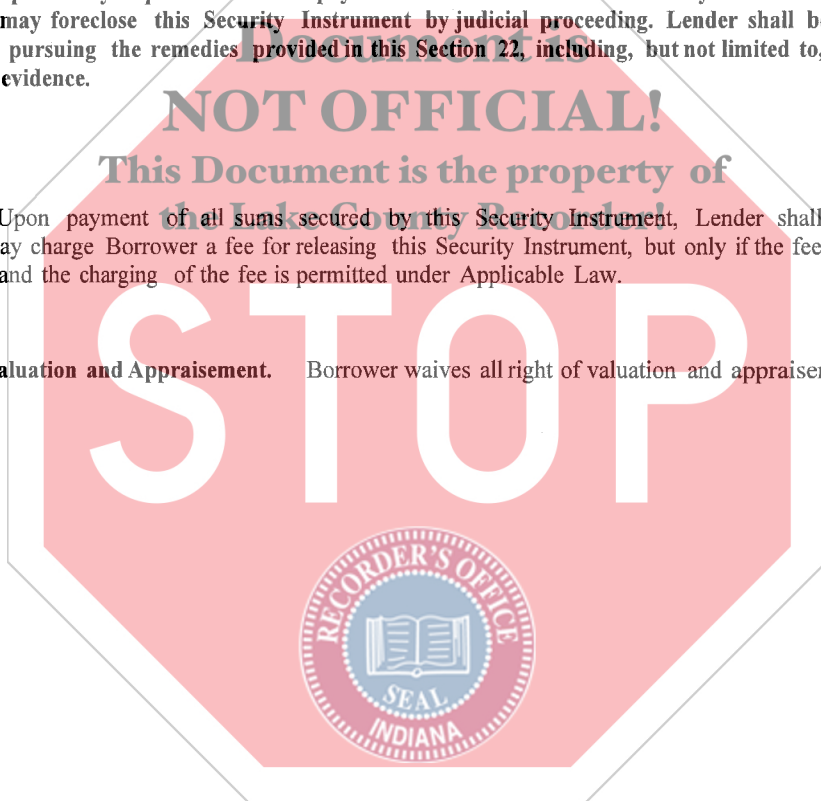 may foreclose this Security Instrument by judicial proceeding. Lender shall b
pursuing the remedies provided in this Section 22, including, but not limited to,
evidence.
Document is
NOT OFFICIAL!
This Document is the property of
the Lake County Recorder!
Upon payment of all sums secured by this Security Instrument, Lender shall
ay charge Borrower a fee for releasing this Security Instrument, but only if the fee
and the charging of the fee is permitted under Applicable Law.
aluation and Appraisement. Borrower waives all right of valuation and appraise
STOP
RECORDER'S OFFICE
SEAL
INDIANA